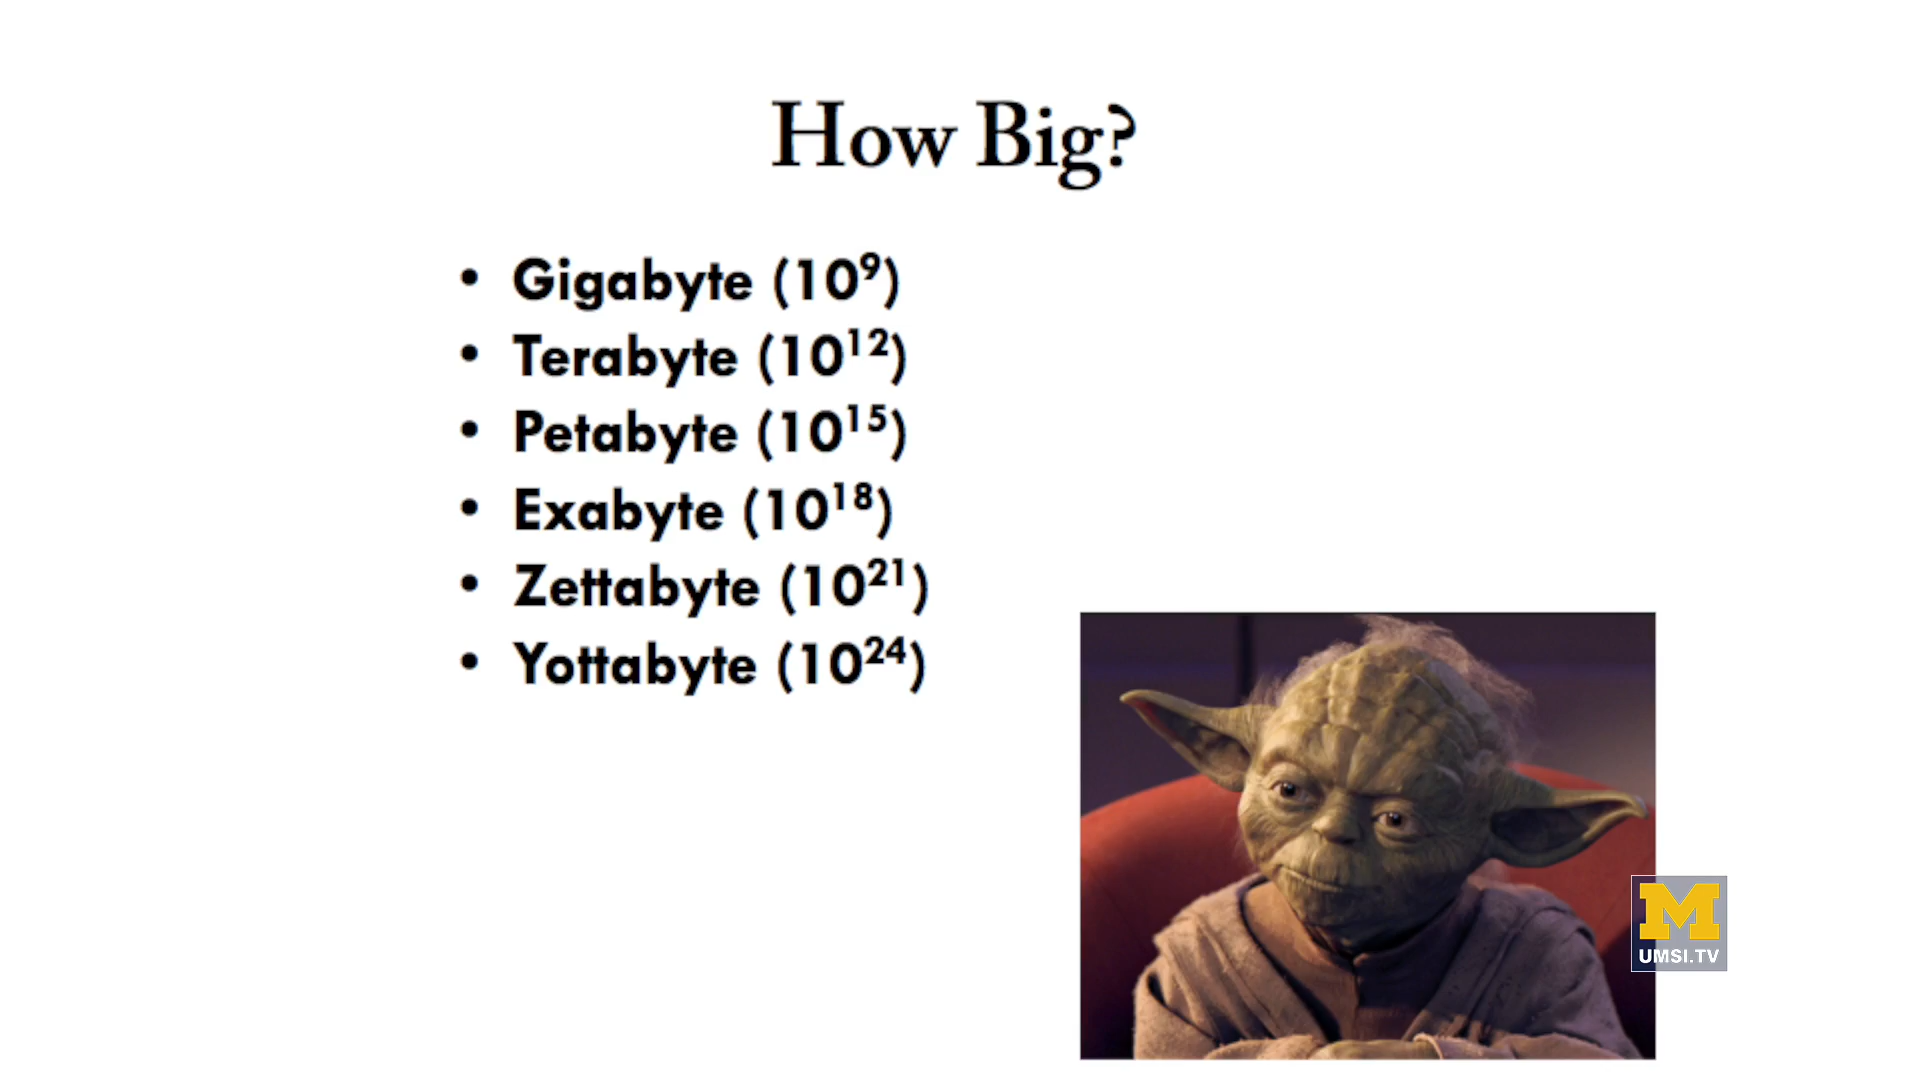 How Big?
• Gigabyte (10⁹)
• Terabyte (10¹²)
• Petabyte (10¹⁵)
• Exabyte (10¹⁸)
• Zettabyte (10²¹)
• Yottabyte (10²⁴)
M
UMSI.TV